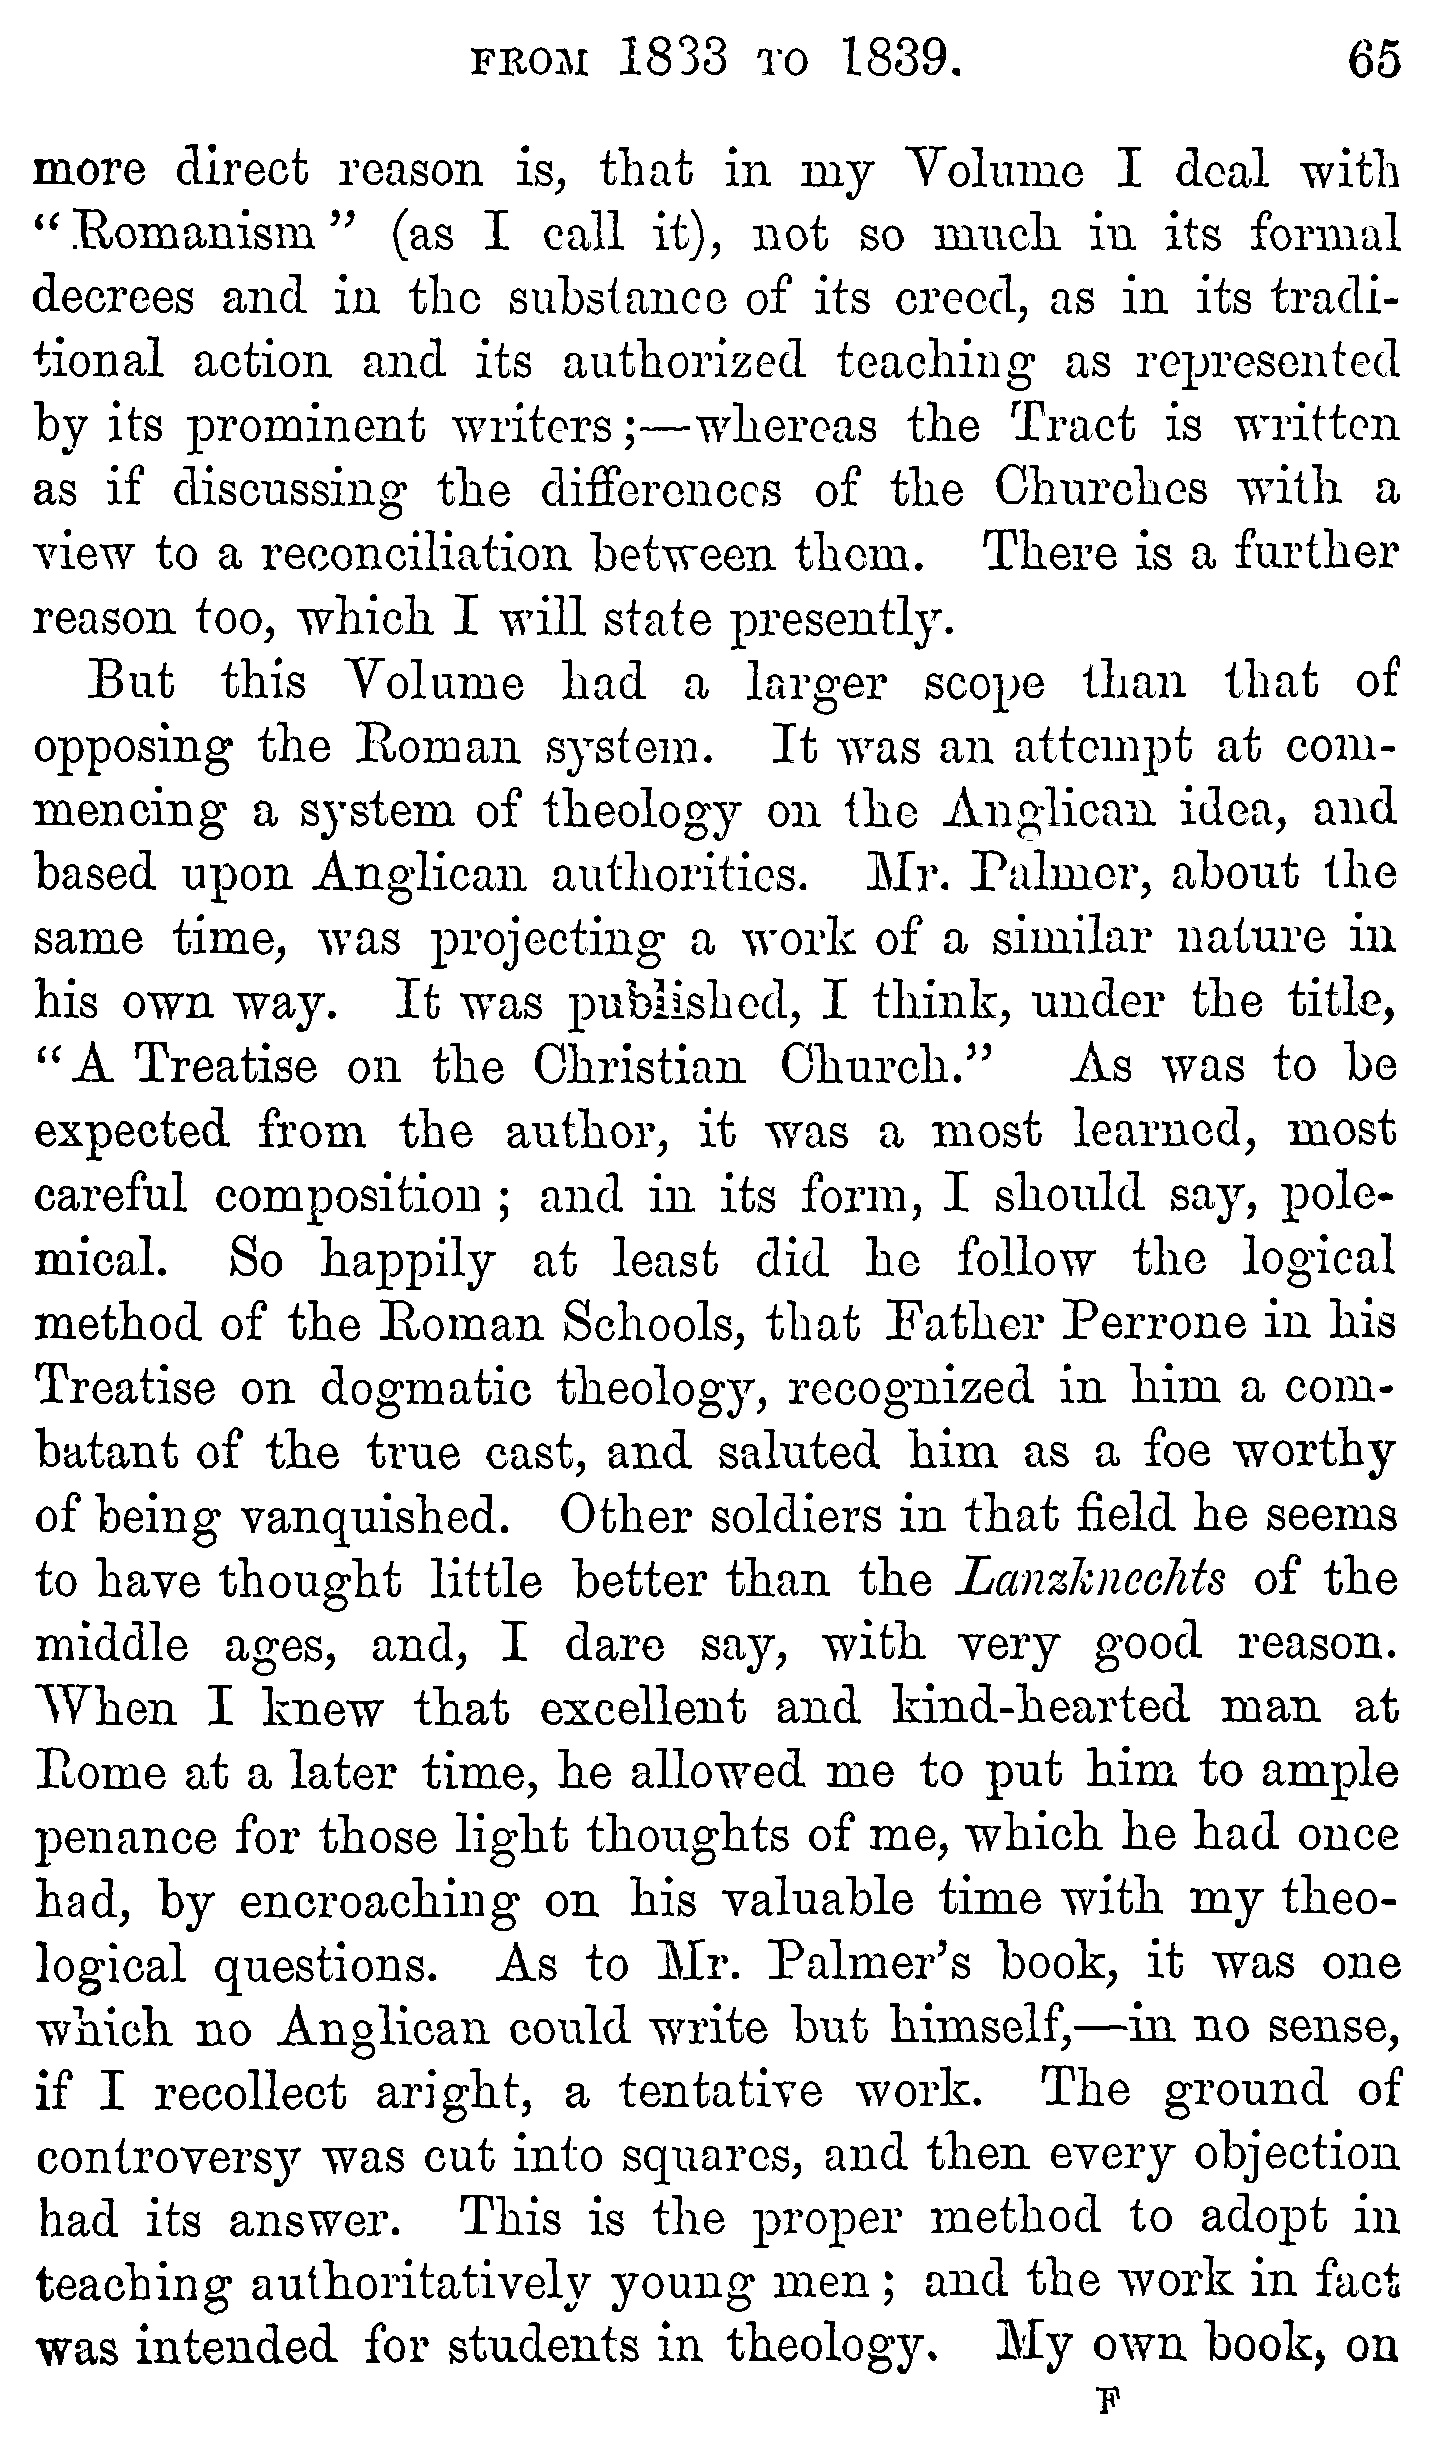 FROM 1833 TO 1839. 65
more direct reason is, that in my Volume I deal with
“Romanism” (as I call it), not so much in its formal
decrees and in the substance of its creed, as in its tradi-
tional action and its authorized teaching as represented
by its prominent writers;—whereas the Tract is written
as if discussing the differences of the Churches with a
view to a reconciliation between them. There is a further
reason too, which I will state presently.
But this Volume had a larger scope than that of
opposing the Roman system. It was an attempt at com-
mencing a system of theology on the Anglican idea, and
based upon Anglican authorities. Mr. Palmer, about the
same time, was projecting a work of a similar nature in
his own way. It was published, I think, under the title,
“A Treatise on the Christian Church.” As was to be
expected from the author, it was a most learned, most
careful composition; and in its form, I should say, pole-
mical. So happily at least did he follow the logical
method of the Roman Schools, that Father Perrone in his
Treatise on dogmatic theology, recognized in him a com-
batant of the true cast, and saluted him as a foe worthy
of being vanquished. Other soldiers in that field he seems
to have thought little better than the Lanzknechts of the
middle ages, and, I dare say, with very good reason.
When I knew that excellent and kind-hearted man at
Rome at a later time, he allowed me to put him to ample
penance for those light thoughts of me, which he had once
had, by encroaching on his valuable time with my theo-
logical questions. As to Mr. Palmer’s book, it was one
which no Anglican could write but himself,—in no sense,
if I recollect aright, a tentative work. The ground of
controversy was cut into squares, and then every objection
had its answer. This is the proper method to adopt in
teaching authoritatively young men; and the work in fact
was intended for students in theology. My own book, on
F